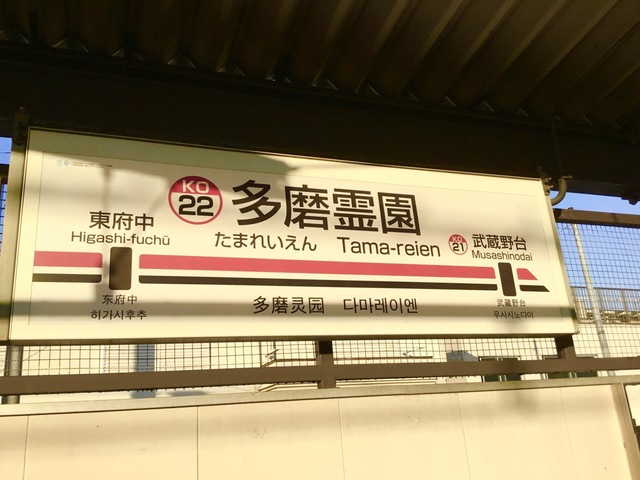 KO
22
多磨霊園
たまれいえん Tama-reien
東府中
Higashi-fuchū
KO
21
武蔵野台
Musashinodai
东府中
히가시후추
多磨灵园 다마레이엔
武蔵野台
무사시노다이